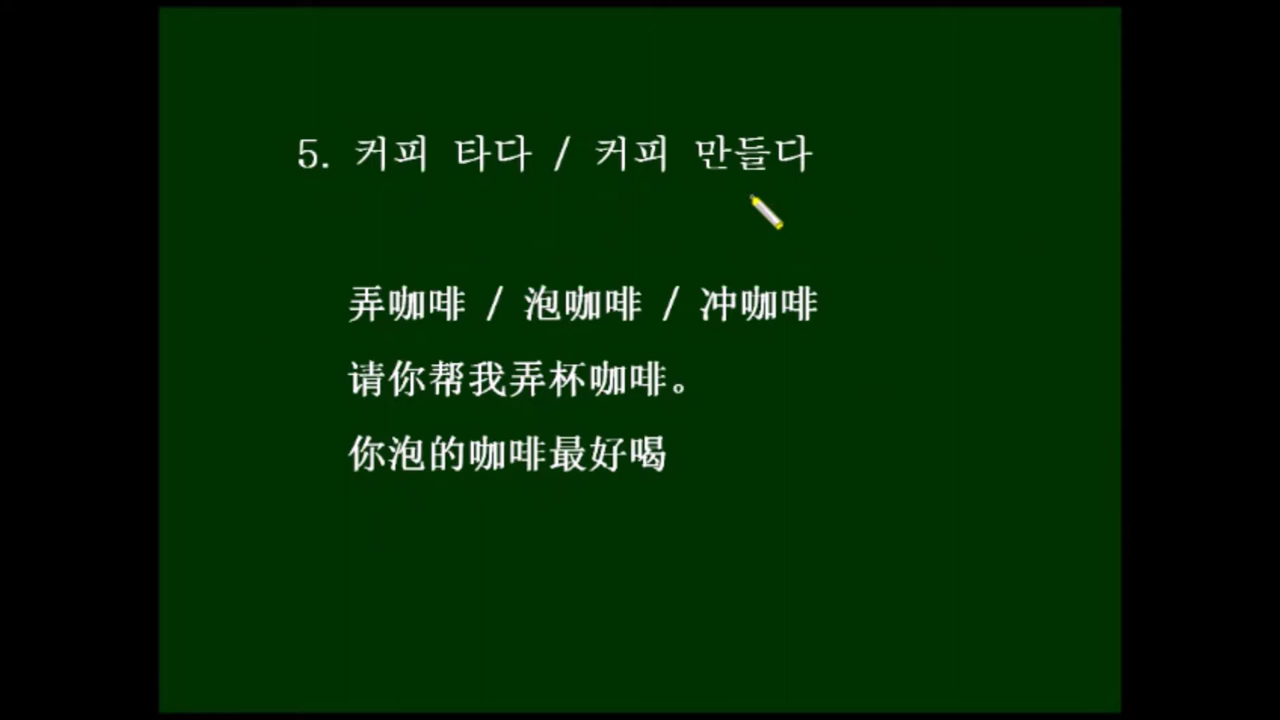 5. 커피 타다 / 커피 만들다
弄咖啡 / 泡咖啡 / 冲咖啡
请你帮我弄杯咖啡。
你泡的咖啡最好喝